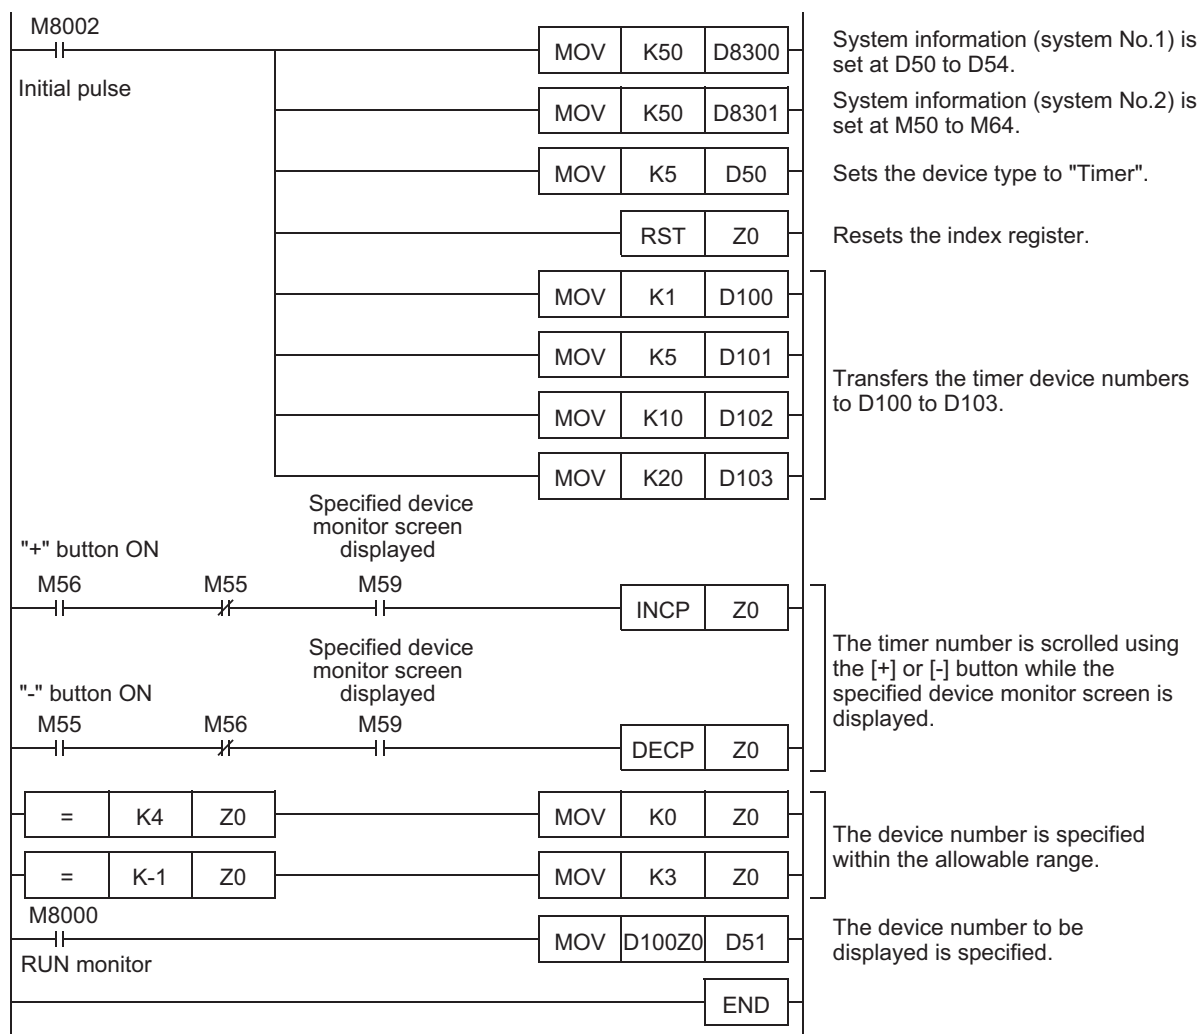 M8002
MOV K50 D8300
System information (system No.1) is
set at D50 to D54.
Initial pulse
MOV K50 D8301
System information (system No.2) is
set at M50 to M64.
MOV K5 D50
Sets the device type to "Timer".
RST Z0
Resets the index register.
MOV K1 D100
MOV K5 D101
MOV K10 D102
MOV K20 D103
Transfers the timer device numbers
to D100 to D103.
Specified device
monitor screen
displayed
"+" button ON
M56 M55 M59
INCP Z0
Specified device
monitor screen
displayed
"-" button ON
M55 M56 M59
DECP Z0
The timer number is scrolled using
the [+] or [-] button while the
specified device monitor screen is
displayed.
= K4 Z0 MOV K0 Z0
= K-1 Z0 MOV K3 Z0
The device number is specified
within the allowable range.
M8000
MOV D100Z0 D51
RUN monitor
The device number to be
displayed is specified.
END